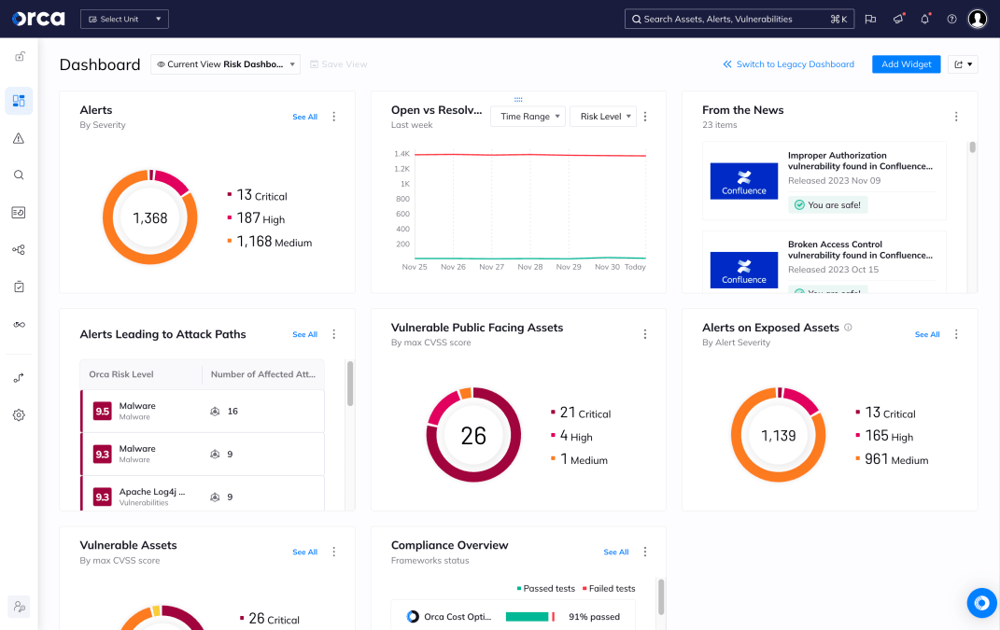 orca
Select Unit
Search Assets, Alerts, Vulnerabilities
⌘ K
Dashboard
Current View Risk Dashbo...
Save View
Switch to Legacy Dashboard
Add Widget
Alerts
By Severity
See All
1,368
13 Critical
187 High
1,168 Medium
Open vs Resolv...
Last week
Time Range
Risk Level
1.4K
1.2K
1K
800
600
400
200
Nov 25
Nov 26
Nov 27
Nov 28
Nov 29
Nov 30
Today
From the News
23 items
Confluence
Improper Authorization
vulnerability found in Confluence...
Released 2023 Nov 09
You are safe!
Confluence
Broken Access Control
vulnerability found in Confluence...
Released 2023 Oct 15
You are safe!
Alerts Leading to Attack Paths
See All
Orca Risk Level
Number of Affected Att...
9.5
Malware
Malware
16
9.3
Malware
Malware
9
9.3
Apache Log4j ...
Vulnerabilities
9
Vulnerable Public Facing Assets
By max CVSS score
26
21 Critical
4 High
1 Medium
Alerts on Exposed Assets
By Alert Severity
See All
1,139
13 Critical
165 High
961 Medium
Vulnerable Assets
By max CVSS score
See All
26 Critical
Compliance Overview
Frameworks status
See All
Passed tests
Failed tests
Orca Cost Opti...
91% passed